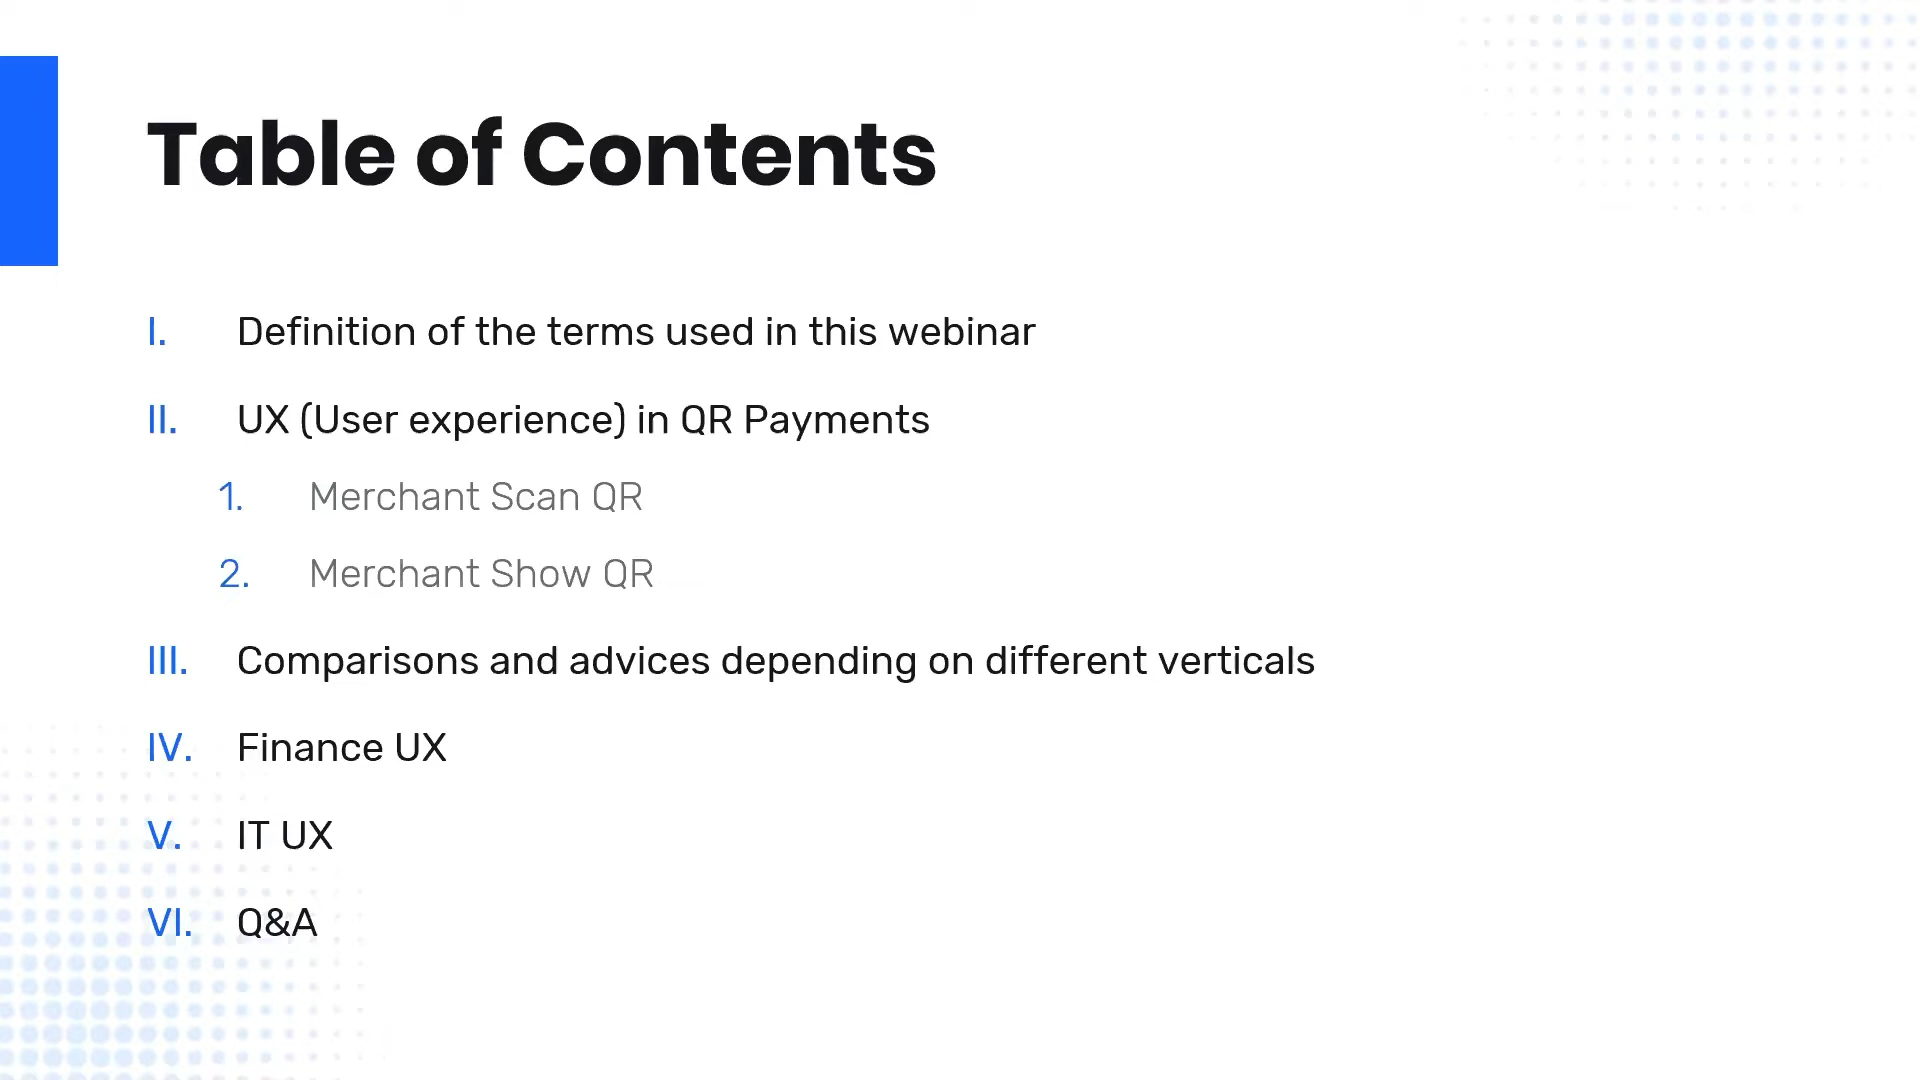 Table of Contents
I. Definition of the terms used in this webinar
II. UX (User experience) in QR Payments
1. Merchant Scan QR
2. Merchant Show QR
III. Comparisons and advices depending on different verticals
IV. Finance UX
V. IT UX
VI. Q&A